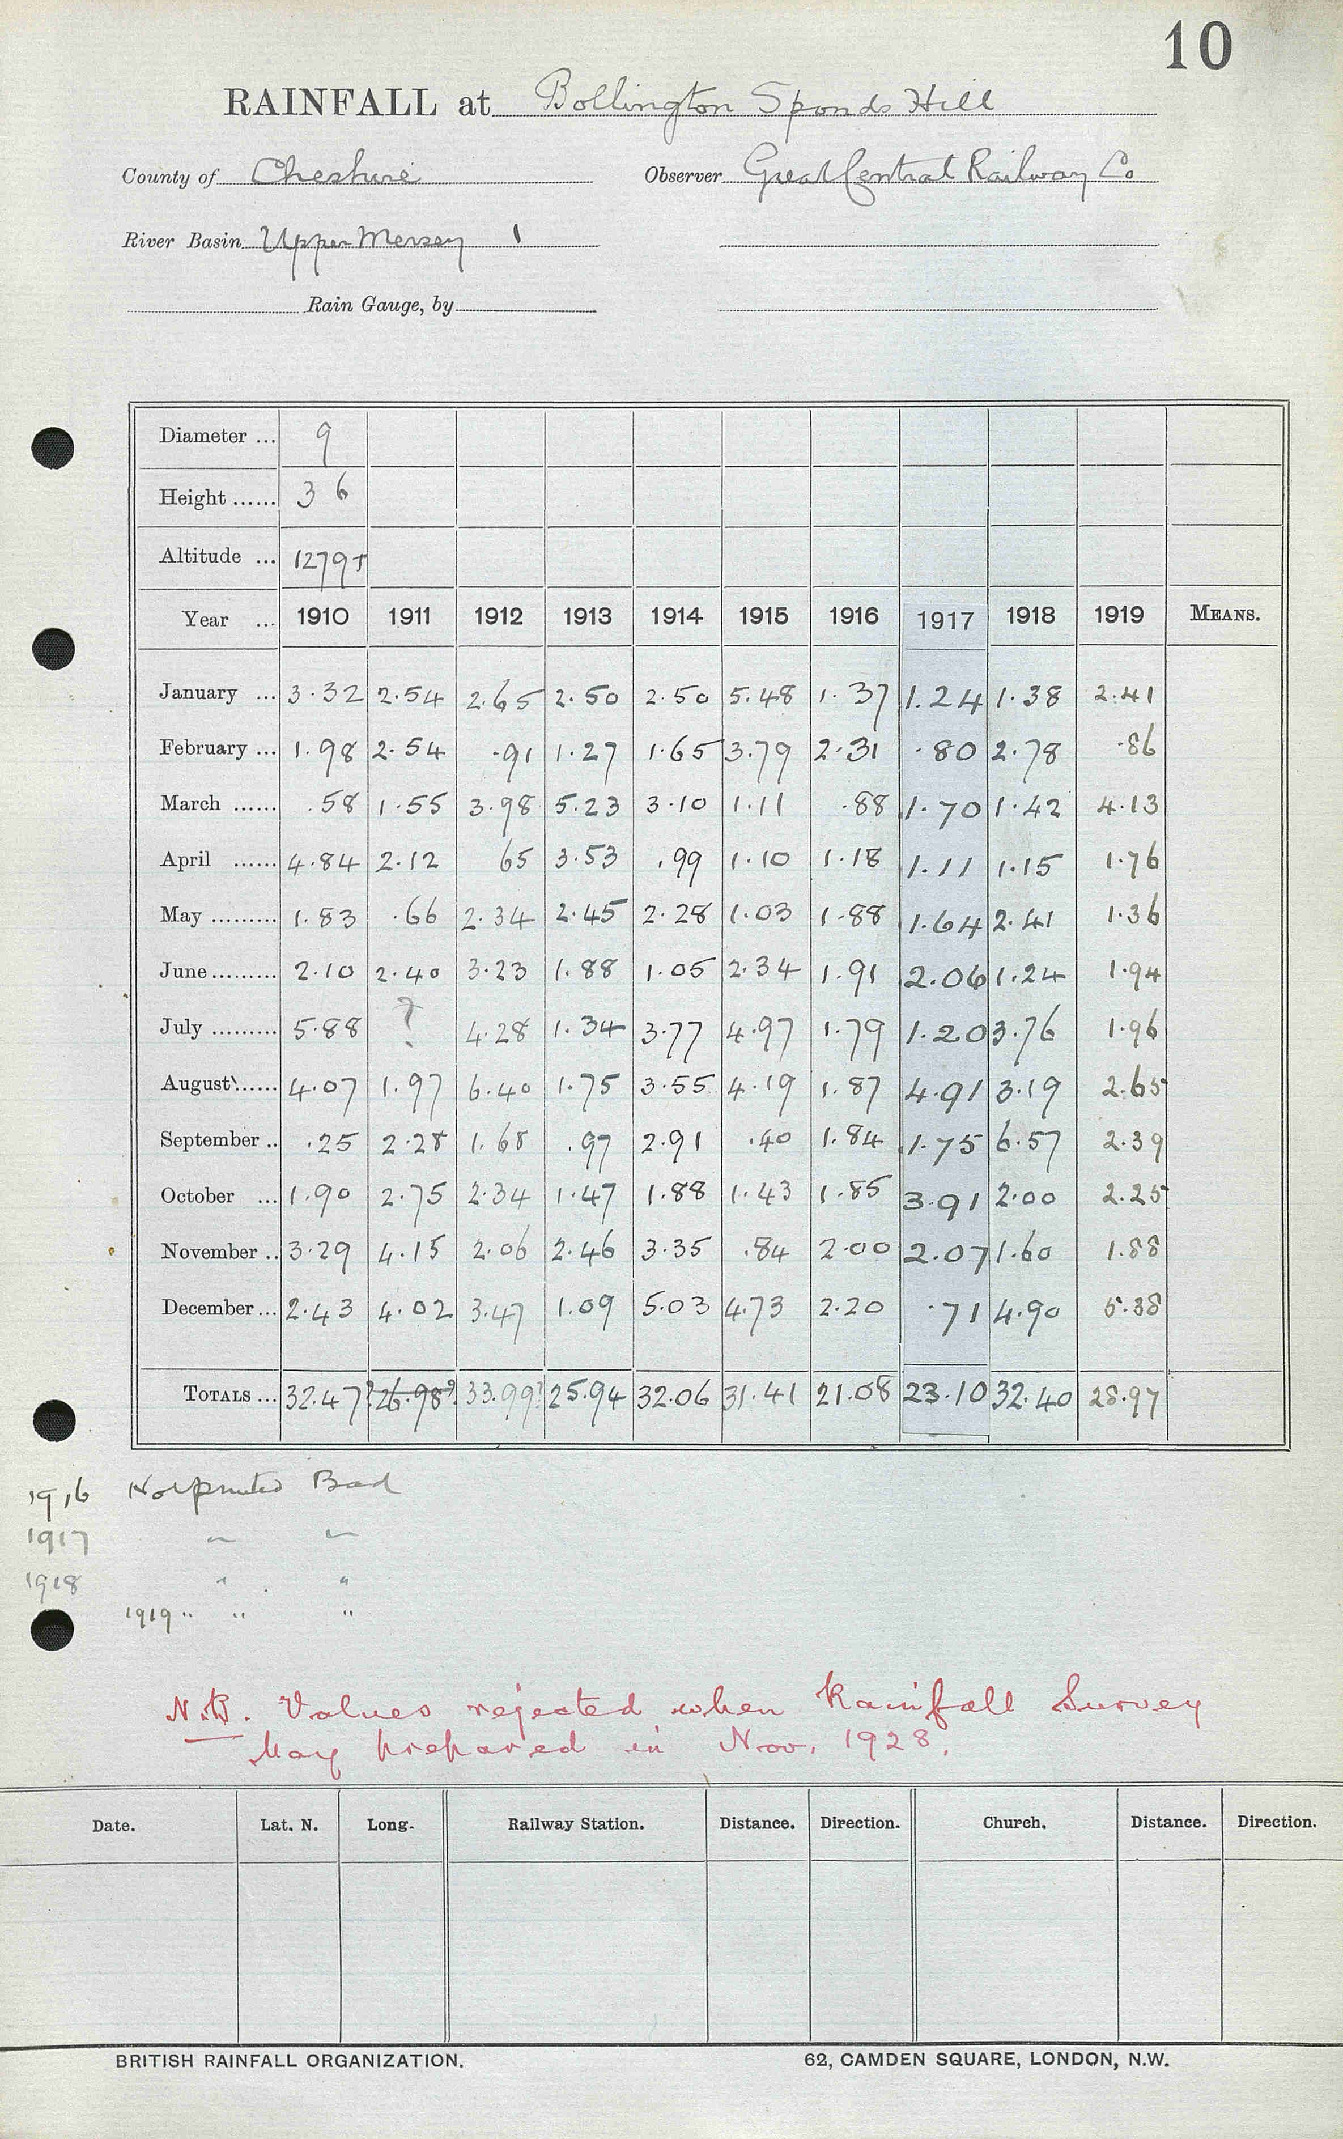 10
RAINFALL at Bollington Sponds Hill
County of Cheshire Observer Great Central Railway Co
River Basin Upper Mersey 1
Rain Gauge, by
Diameter ... 9
Height ...... 3 6
Altitude ... 1279T
Year ... 1910 1911 1912 1913 1914 1915 1916 1917 1918 1919 MEANS.
January ... 3.32 2.54 2.65 2.50 2.50 5.48 1.37 1.24 1.38 2.41
February ... 1.98 2.54 .91 1.27 1.65 3.79 2.31 .80 2.78 .86
March ...... .58 1.55 3.98 5.23 3.10 1.11 .88 1.70 1.42 4.13
April ...... 4.84 2.12 65 3.53 .99 1.10 1.18 1.11 1.15 1.76
May ......... 1.83 .66 2.34 2.45 2.28 1.03 1.88 1.64 2.41 1.36
June ......... 2.10 2.40 3.23 1.88 1.05 2.34 1.91 2.06 1.24 1.94
July ......... 5.88 ? 4.28 1.34 3.77 4.97 1.79 1.20 3.76 1.96
August ...... 4.07 1.97 6.40 1.75 3.55 4.19 1.87 4.91 3.19 2.65
September .. .25 2.28 1.68 .97 2.91 .40 1.84 1.75 6.57 2.39
October ... 1.90 2.75 2.34 1.47 1.88 1.43 1.85 3.91 2.00 2.25
November .. 3.29 4.15 2.06 2.46 3.35 .84 2.00 2.07 1.60 1.88
December ... 2.43 4.02 3.47 1.09 5.03 4.73 2.20 .71 4.90 5.38
TOTALS ... 32.47? 26.98? 33.99? 25.94 32.06 31.41 21.08 23.10 32.40 28.97
1916 Not printed Bad
1917 " "
1918 " "
1919 " " "
N.B. Values rejected when Rainfall Survey
Map prepared in Nov. 1928.
Date. Lat. N. Long. Railway Station. Distance. Direction. Church. Distance. Direction.
BRITISH RAINFALL ORGANIZATION. 62, CAMDEN SQUARE, LONDON, N.W.